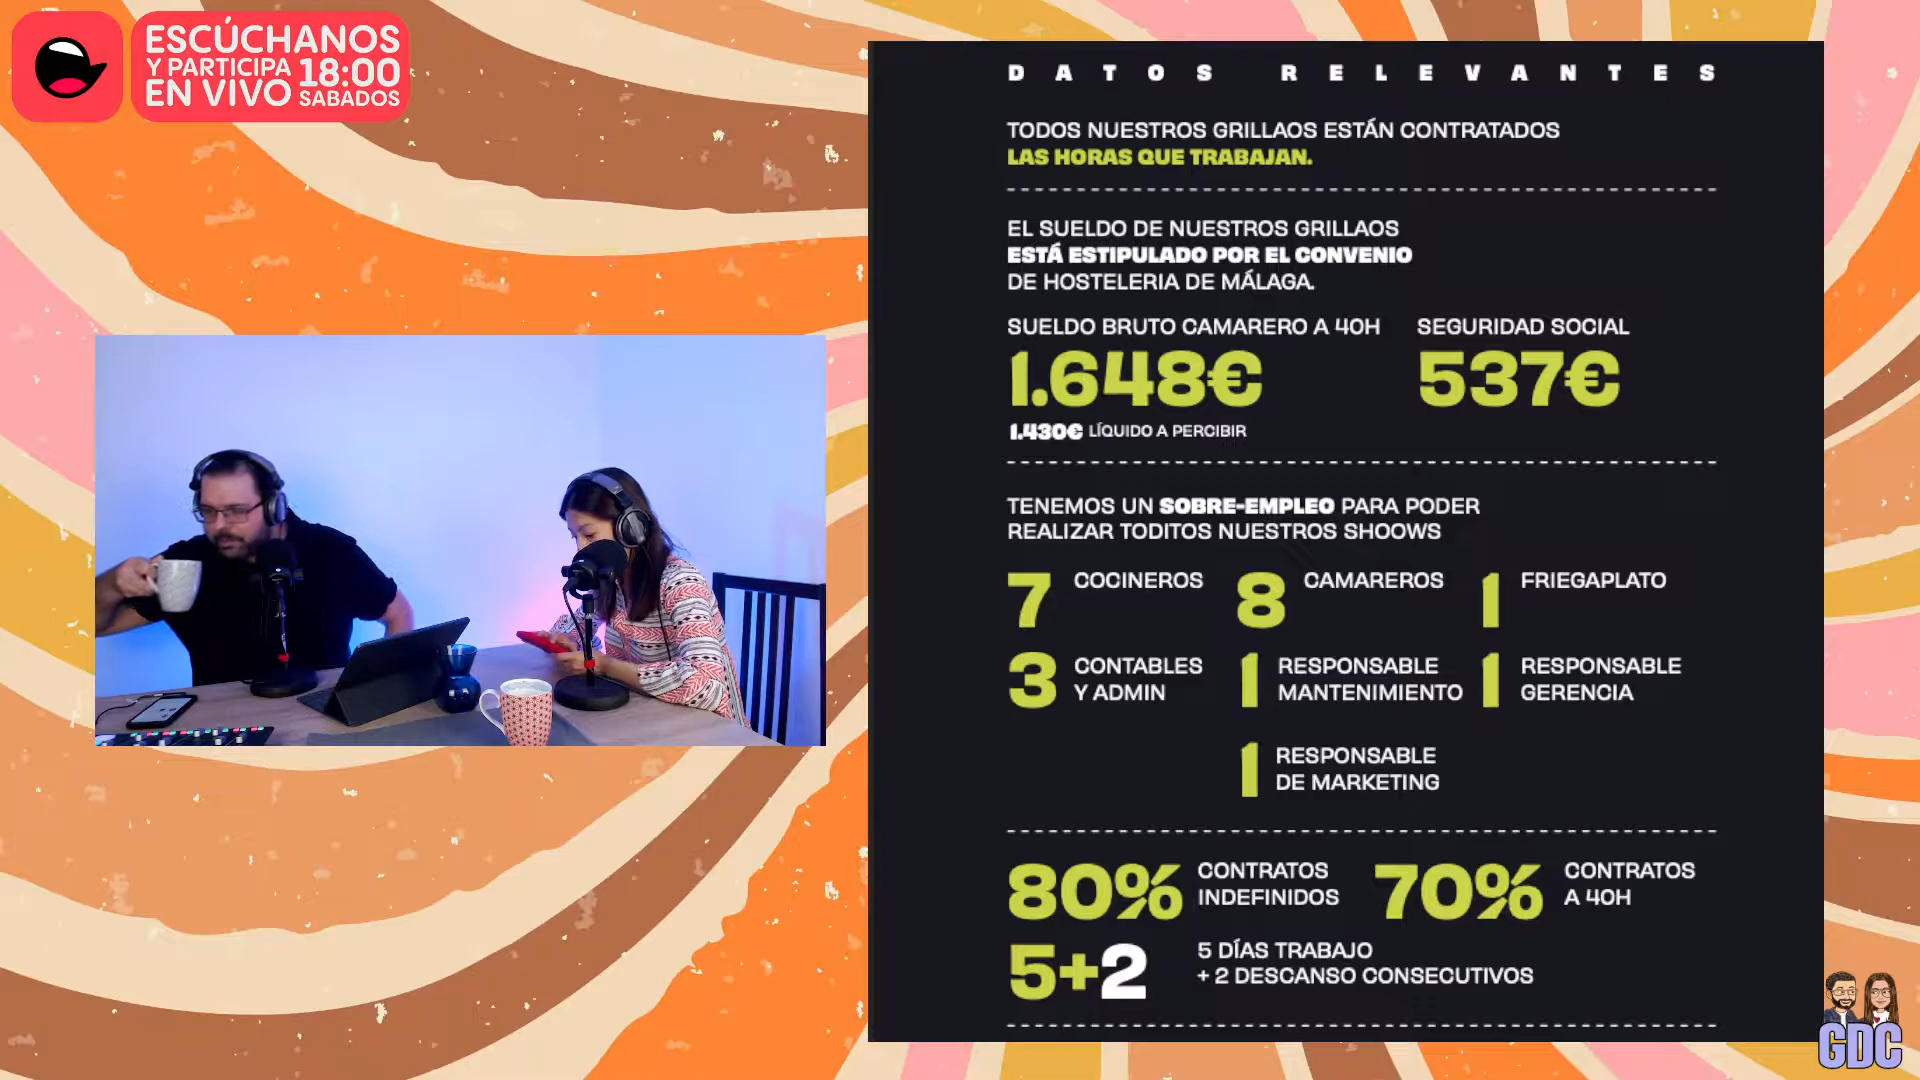 ESCÚCHANOS
Y PARTICIPA 18:00
EN VIVO SABADOS
DATOS RELEVANTES
TODOS NUESTROS GRILLAOS ESTÁN CONTRATADOS
LAS HORAS QUE TRABAJAN.
EL SUELDO DE NUESTROS GRILLAOS
ESTÁ ESTIPULADO POR EL CONVENIO
DE HOSTELERIA DE MÁLAGA.
SUELDO BRUTO CAMARERO A 40H
1.648€
1.430€ LÍQUIDO A PERCIBIR
SEGURIDAD SOCIAL
537€
TENEMOS UN SOBRE-EMPLEO PARA PODER
REALIZAR TODITOS NUESTROS SHOOWS
7 COCINEROS
8 CAMAREROS
1 FRIEGAPLATO
3 CONTABLES
Y ADMIN
1 RESPONSABLE
MANTENIMIENTO
1 RESPONSABLE
GERENCIA
1 RESPONSABLE
DE MARKETING
80% CONTRATOS
INDEFINIDOS
70% CONTRATOS
A 40H
5+2 5 DÍAS TRABAJO
+ 2 DESCANSO CONSECUTIVOS
GDC